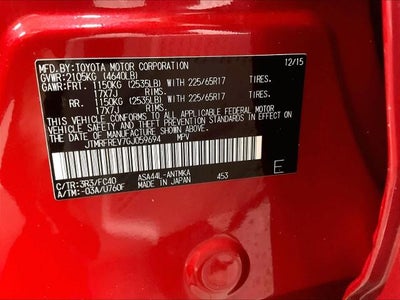 MFD.BY:TOYOTA MOTOR CORPORATION 12/15
GVWR:2105KG (4640LB)
GAWR:FRT. 1150KG (2535LB) WITH 225/65R17 TIRES.
17X7J RIMS.
RR. 1150KG (2535LB) WITH 225/65R17 TIRES.
17X7J RIMS.
THIS VEHICLE CONFORMS TO ALL APPLICABLE FEDERAL MOTOR
VEHICLE SAFETY AND THEFT PREVENTION STANDARDS IN EFFECT ON
THE DATE OF MANUFACTURE SHOWN ABOVE.
JTMRFREV7GJ059694 MPV
C/TR:3R3/FC40 ASA44L-ANTMKA 453 E
A/TM:-03A/U760F MADE IN JAPAN